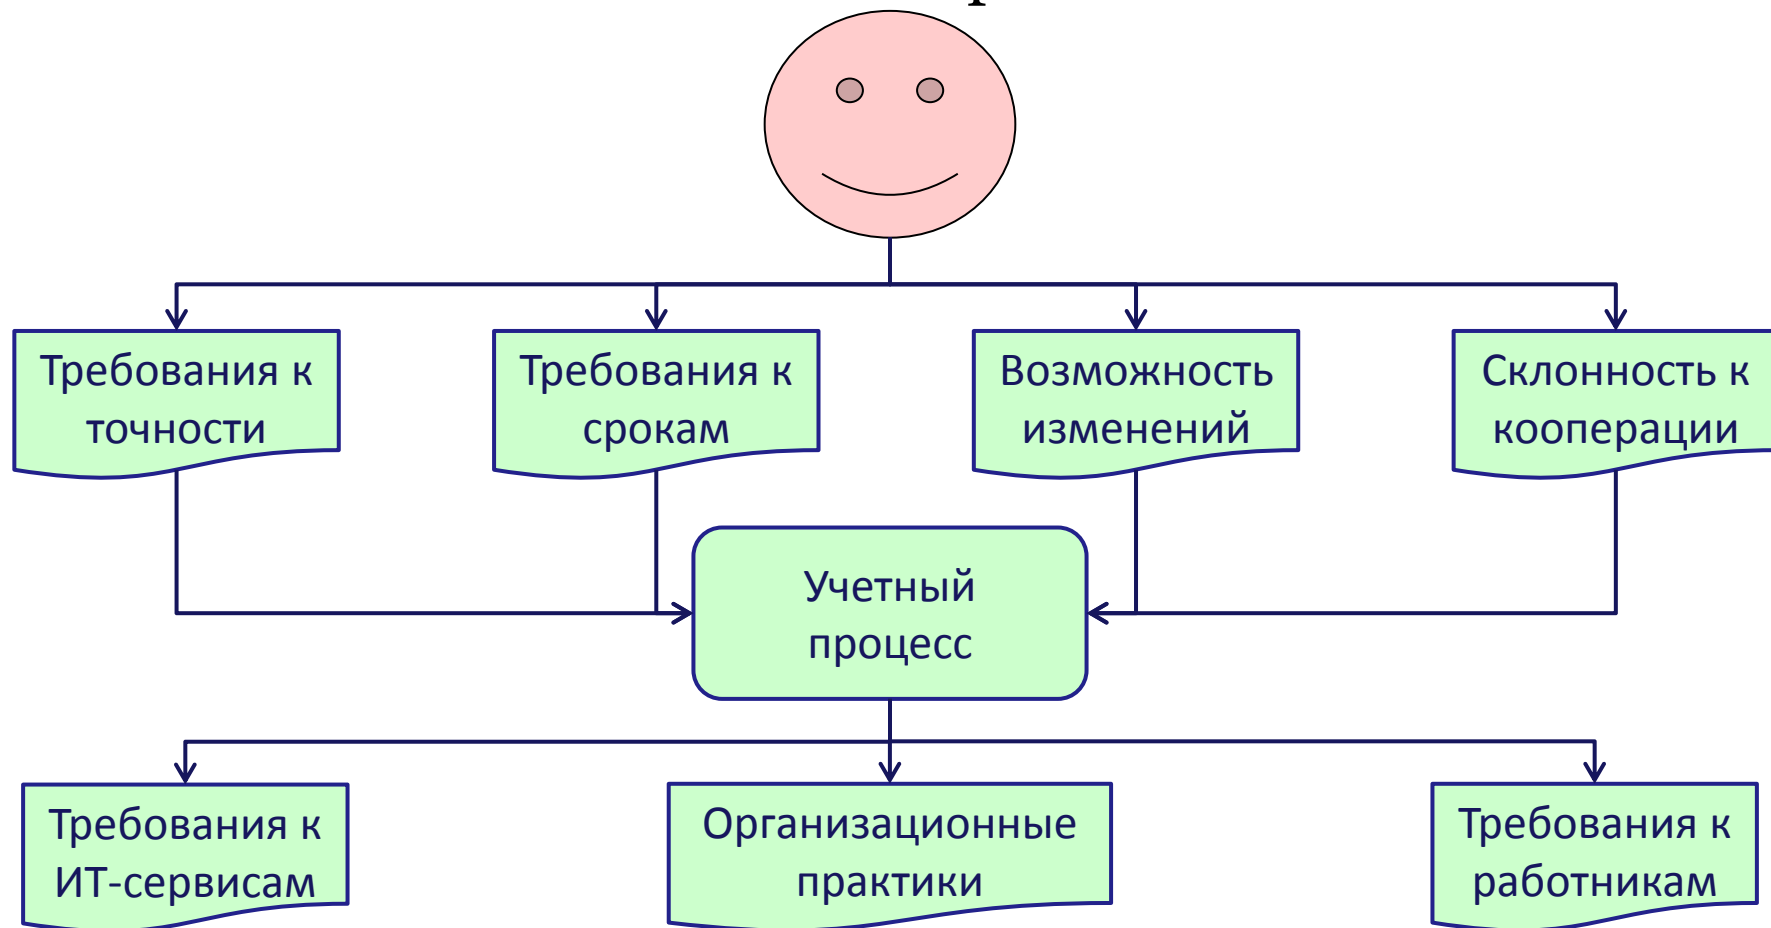 Требования к
точности
Требования к
срокам
Возможность
изменений
Склонность к
кооперации
Учетный
процесс
Требования к
ИТ-сервисам
Организационные
практики
Требования к
работникам